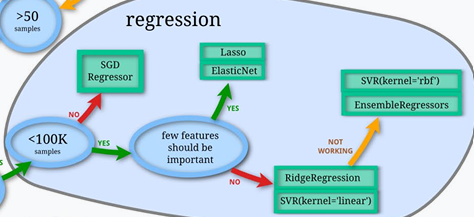 >50
samples
regression
SGD
Regressor
Lasso
ElasticNet
SVR(kernel='rbf')
EnsembleRegressors
NO
YES
<100K
samples
YES
few features
should be
important
NOT
WORKING
NO
RidgeRegression
SVR(kernel='linear')